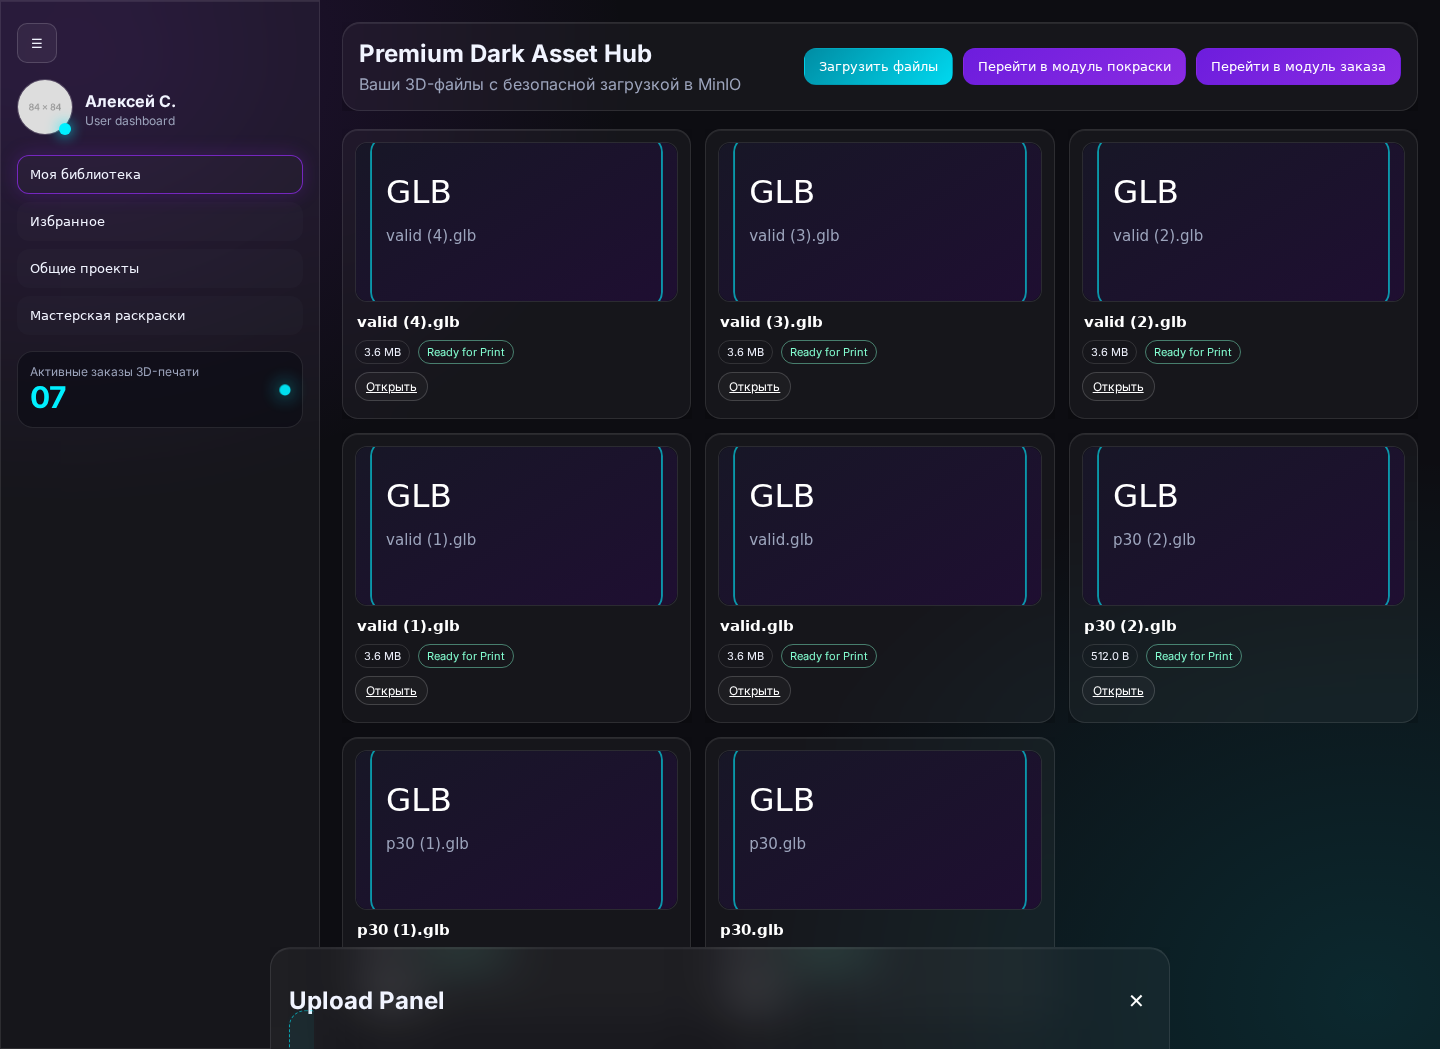 ☰
84 × 84
Алексей С.
User dashboard
Моя библиотека
Избранное
Общие проекты
Мастерская раскраски
Активные заказы 3D-печати
07
Premium Dark Asset Hub
Ваши 3D-файлы с безопасной загрузкой в MinIO
Загрузить файлы
Перейти в модуль покраски
Перейти в модуль заказа
GLB
valid (4).glb
valid (4).glb
3.6 MB
Ready for Print
Открыть
GLB
valid (3).glb
valid (3).glb
3.6 MB
Ready for Print
Открыть
GLB
valid (2).glb
valid (2).glb
3.6 MB
Ready for Print
Открыть
GLB
valid (1).glb
valid (1).glb
3.6 MB
Ready for Print
Открыть
GLB
valid.glb
valid.glb
3.6 MB
Ready for Print
Открыть
GLB
p30 (2).glb
p30 (2).glb
512.0 B
Ready for Print
Открыть
GLB
p30 (1).glb
p30 (1).glb
GLB
p30.glb
p30.glb
Upload Panel
✕